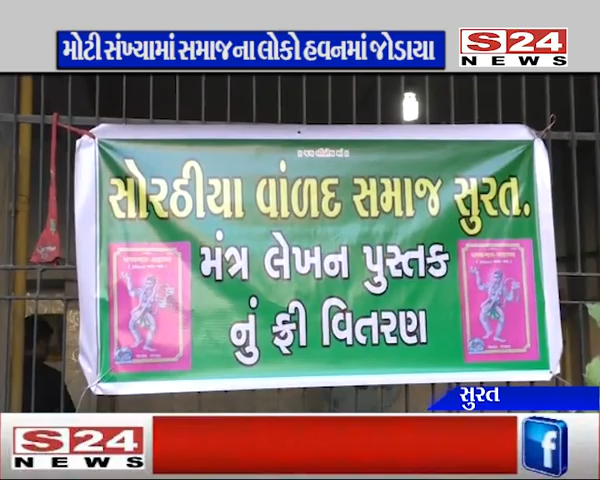 મોટી સંખ્યામાં સમાજના લોકો હવનમાં જોડાયા
S24
NEWS
સોરઠીયા વાંળદ સમાજ સુરત.
મંત્ર લેખન પુસ્તક
નું ફ્રી વિતરણ
સુરત
S24
NEWS
f